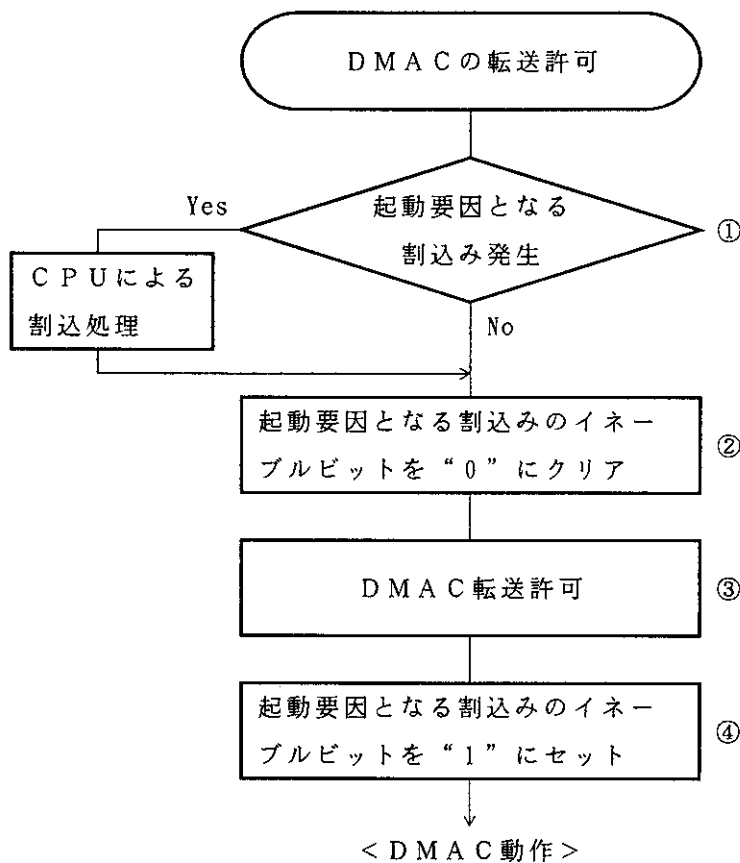 DMACの転送許可
起動要因となる
割込み発生
①
Yes
CPUによる
割込処理
No
起動要因となる割込みのイネー
ブルビットを“0”にクリア
②
DMAC転送許可
③
起動要因となる割込みのイネー
ブルビットを“1”にセット
④
<DMAC動作>